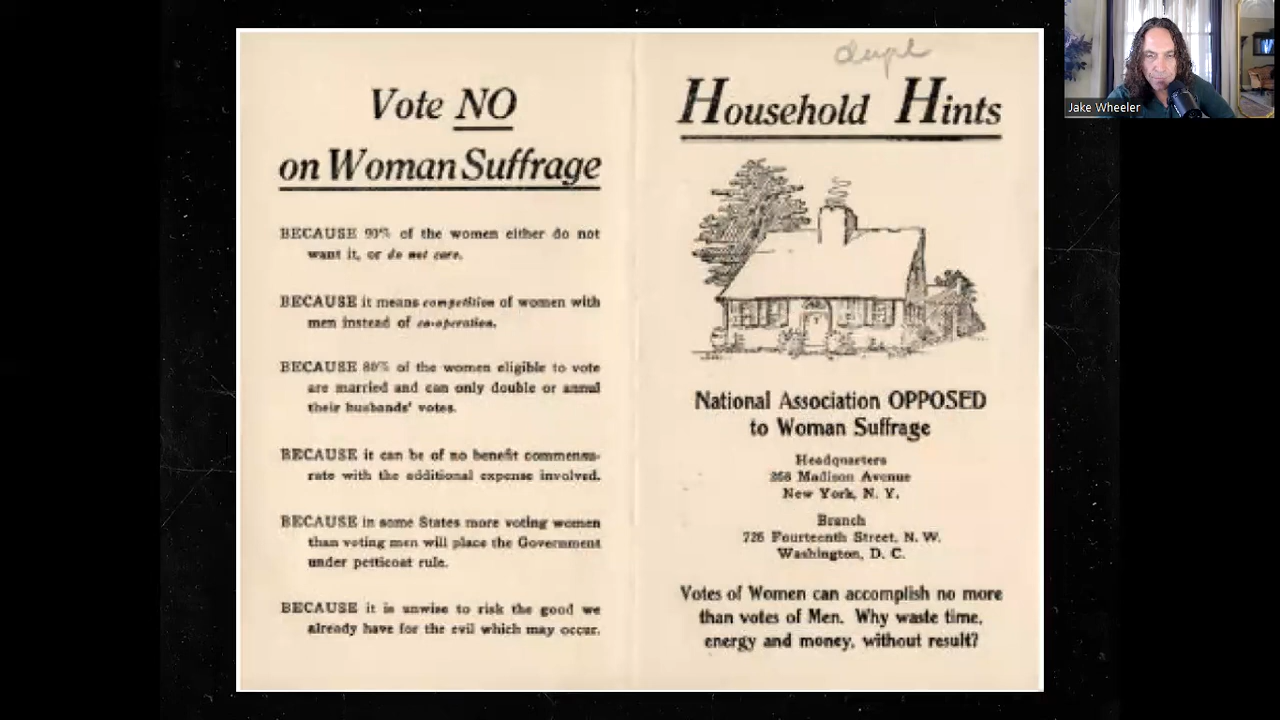 Vote NO
on Woman Suffrage
BECAUSE 90% of the women either do not
want it, or do not care.
BECAUSE it means competition of women with
men instead of co-operation.
BECAUSE 80% of the women eligible to vote
are married and can only double or annul
their husbands' votes.
BECAUSE it can be of no benefit commensu-
rate with the additional expense involved.
BECAUSE in some States more voting women
than voting men will place the Government
under petticoat rule.
BECAUSE it is unwise to risk the good we
already have for the evil which may occur.
Household Hints
National Association OPPOSED
to Woman Suffrage
Headquarters
Madison Avenue
New York, N. Y.
Branch
726 Fourteenth Street, N. W.
Washington, D. C.
Votes of Women can accomplish no more
than votes of Men. Why waste time,
energy and money, without result?
Jake Wheeler